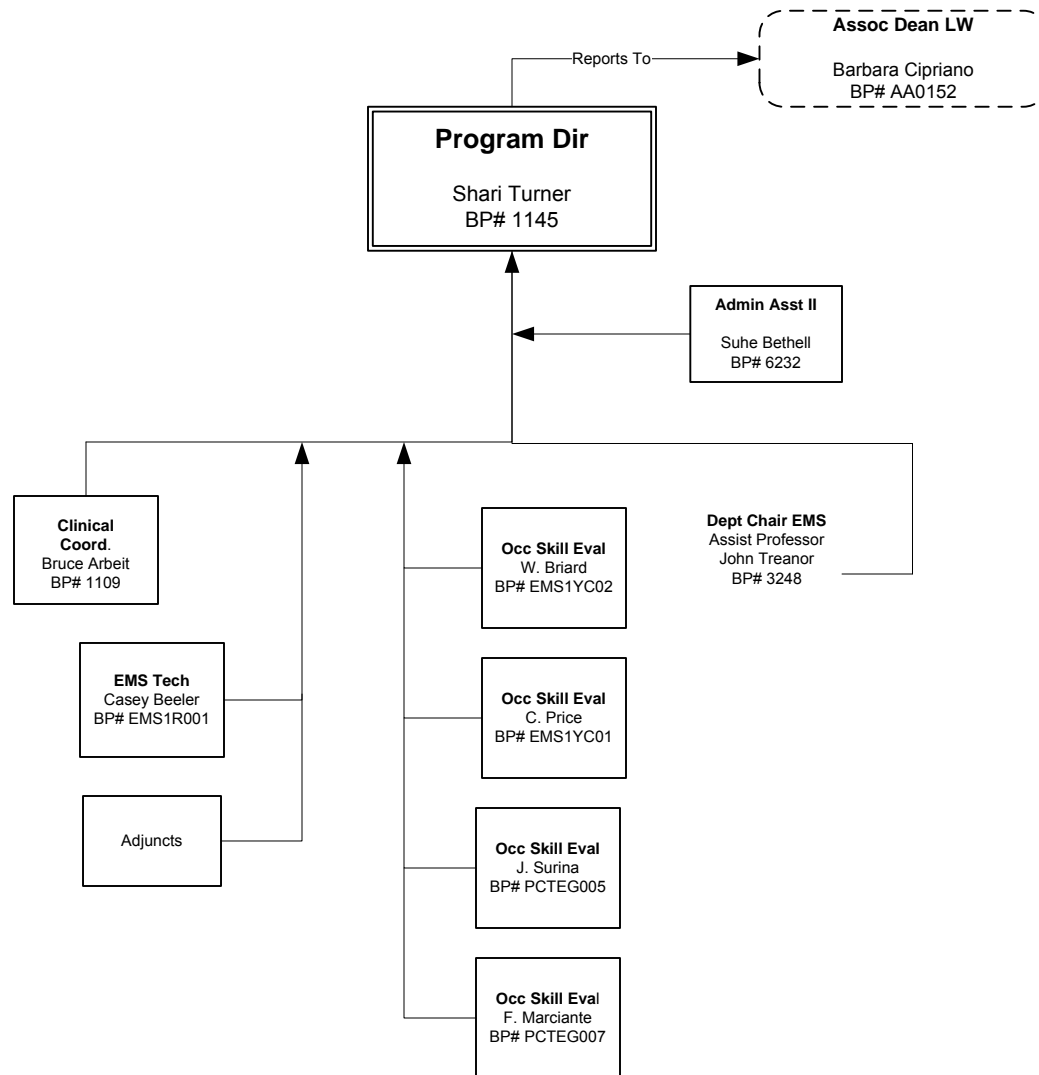 Assoc Dean LW
Barbara Cipriano
BP# AA0152
Reports To
Program Dir
Shari Turner
BP# 1145
Admin Asst II
Suhe Bethell
BP# 6232
Clinical
Coord.
Bruce Arbeit
BP# 1109
Occ Skill Eval
W. Briard
BP# EMS1YC02
Dept Chair EMS
Assist Professor
John Treanor
BP# 3248
EMS Tech
Casey Beeler
BP# EMS1R001
Occ Skill Eval
C. Price
BP# EMS1YC01
Adjuncts
Occ Skill Eval
J. Surina
BP# PCTEG005
Occ Skill Eval
F. Marciante
BP# PCTEG007